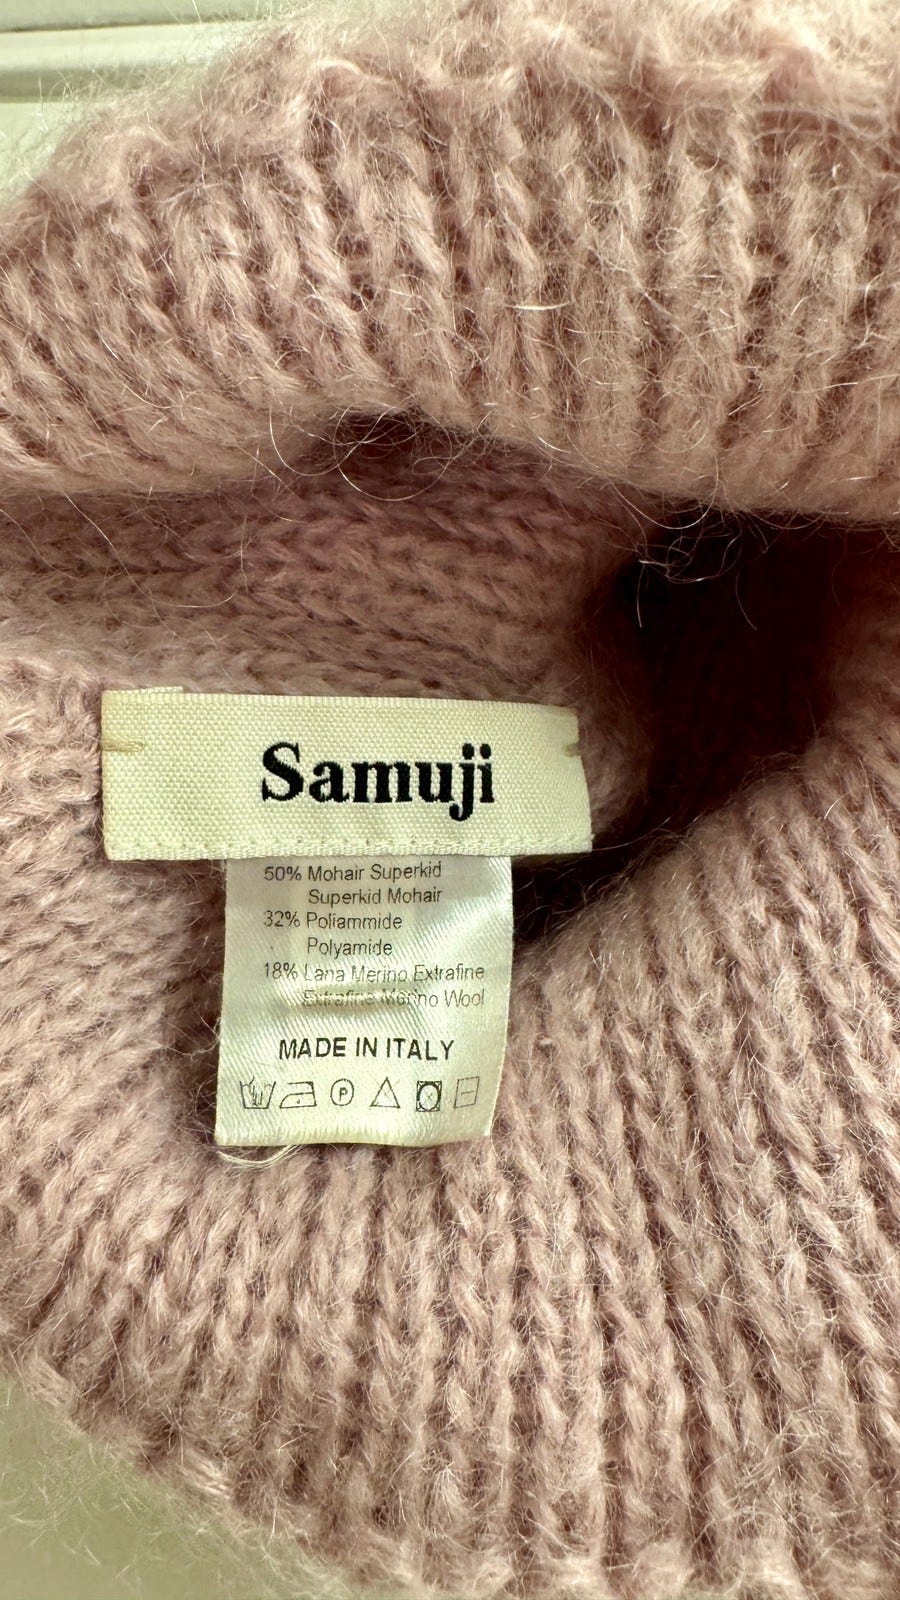 Samuji
50% Mohair Superkid
Superkid Mohair
32% Poliammide
Polyamide
18% Lana Merino Extrafine
Extrafine Merino Wool
MADE IN ITALY
P